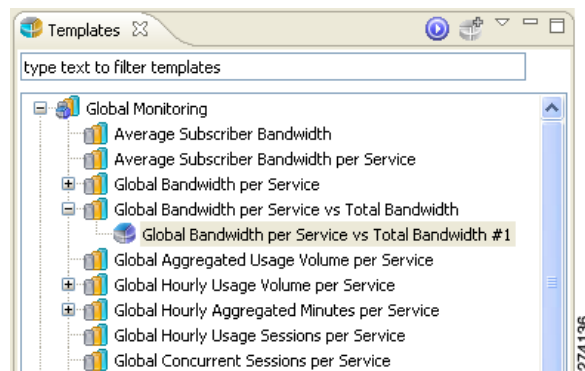 Templates
type text to filter templates
Global Monitoring
Average Subscriber Bandwidth
Average Subscriber Bandwidth per Service
Global Bandwidth per Service
Global Bandwidth per Service vs Total Bandwidth
Global Bandwidth per Service vs Total Bandwidth #1
Global Aggregated Usage Volume per Service
Global Hourly Usage Volume per Service
Global Hourly Aggregated Minutes per Service
Global Hourly Usage Sessions per Service
Global Concurrent Sessions per Service
274136